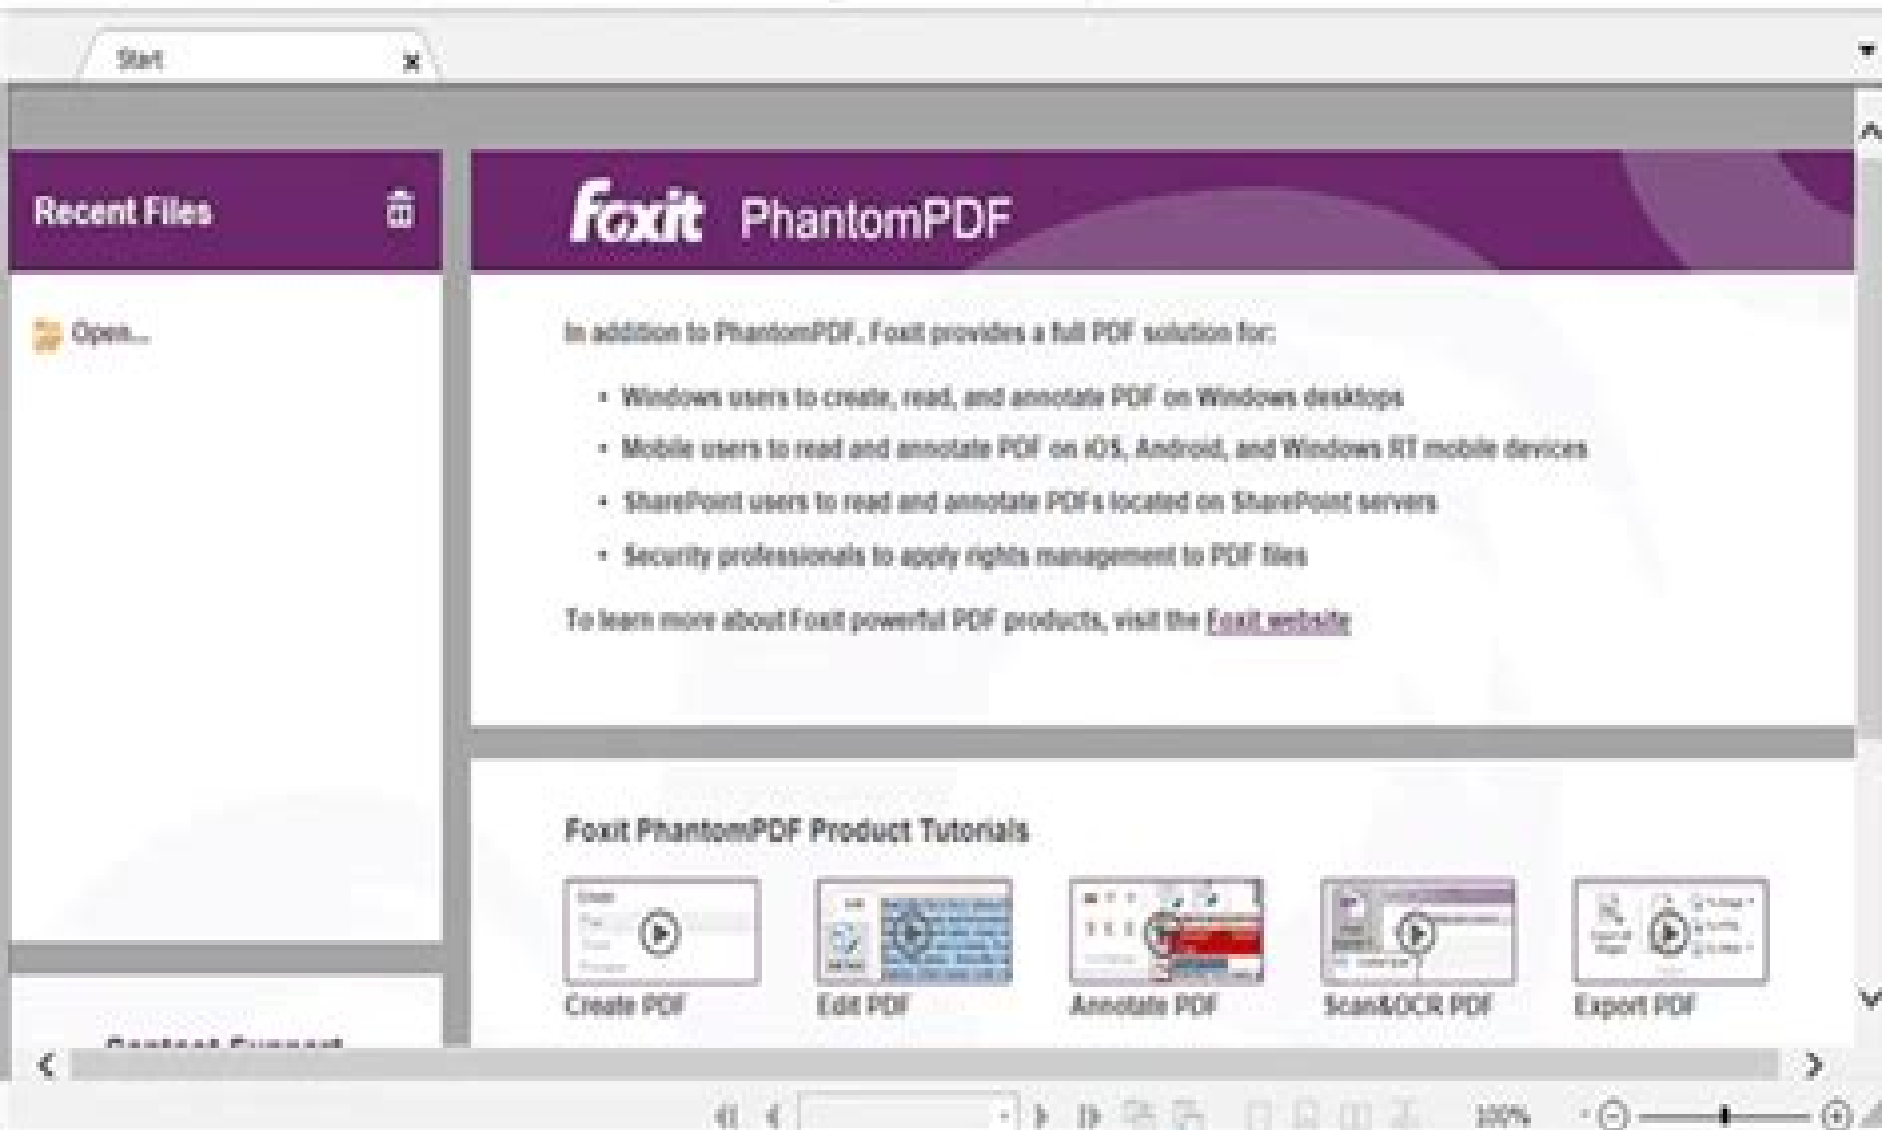 Start
Recent Files
Open...
foxit PhantomPDF
In addition to PhantomPDF, Foxit provides a full PDF solution for:
• Windows users to create, read, and annotate PDF on Windows desktops
• Mobile users to read and annotate PDF on iOS, Android, and Windows RT mobile devices
• SharePoint users to read and annotate PDFs located on SharePoint servers
• Security professionals to apply rights management to PDF files
To learn more about Foxit powerful PDF products, visit the Foxit website
Foxit PhantomPDF Product Tutorials
Create PDF
Edit PDF
Annotate PDF
Scan&OCR PDF
Export PDF
Support
100%